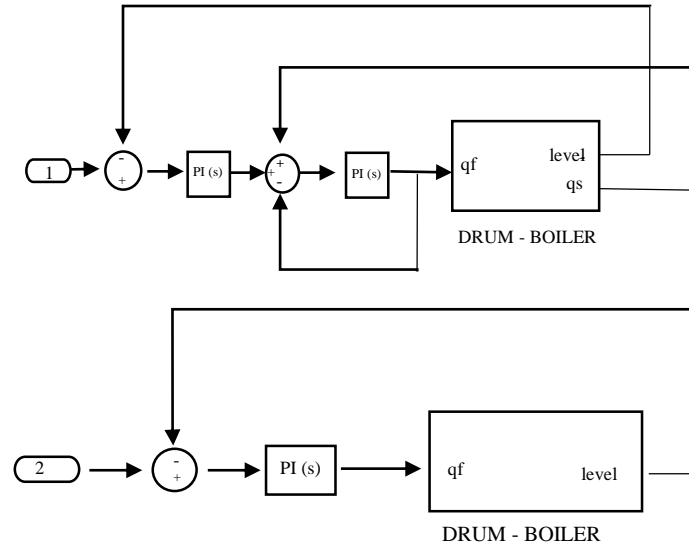 -
+
1
PI (s)
+
+
-
PI (s)
qf
level
qs
DRUM - BOILER
-
+
2
PI (s)
qf
level
DRUM - BOILER